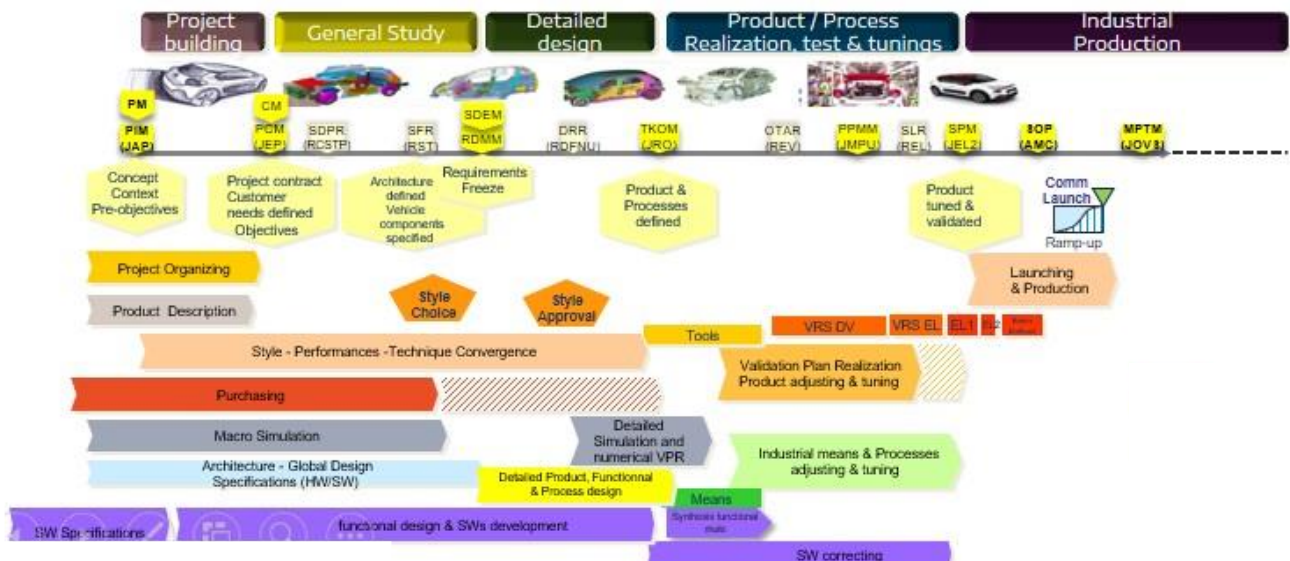 Project
building
General Study
Detailed
design
Product / Process
Realization, test & tunings
Industrial
Production
PM
CM
SDEM
PIM
(JAP)
PCM
(JEP)
SDPR
(RCSTP)
SFR
(RST)
RDMM
DRR
(RDFNU)
TKOM
(JRO)
OTAR
(REV)
PPMM
(JMPU)
SLR
(REL)
SPM
(JEL2)
SOP
(AMC)
MPTM
(JOV8)
Concept
Context
Pre-objectives
Project contract
Customer
needs defined
Objectives
Architecture
defined
Vehicle
components
specified
Requirements
Freeze
Product &
Processes
defined
Product
tuned &
validated
Comm
Launch
Ramp-up
Project Organizing
Launching
& Production
Product Description
Style
Choice
Style
Approval
Tools
VRS DV
VRS EL
EL1
EL2
Style - Performances -Technique Convergence
Validation Plan Realization
Product adjusting & tuning
Purchasing
Macro Simulation
Detailed
Simulation and
numerical VPR
Industrial means & Processes
adjusting & tuning
Architecture - Global Design
Specifications (HW/SW)
Detailed Product, Functionnal
& Process design
Means
SW Specifications
functional design & SWs development
Synthesis functional
SW correcting